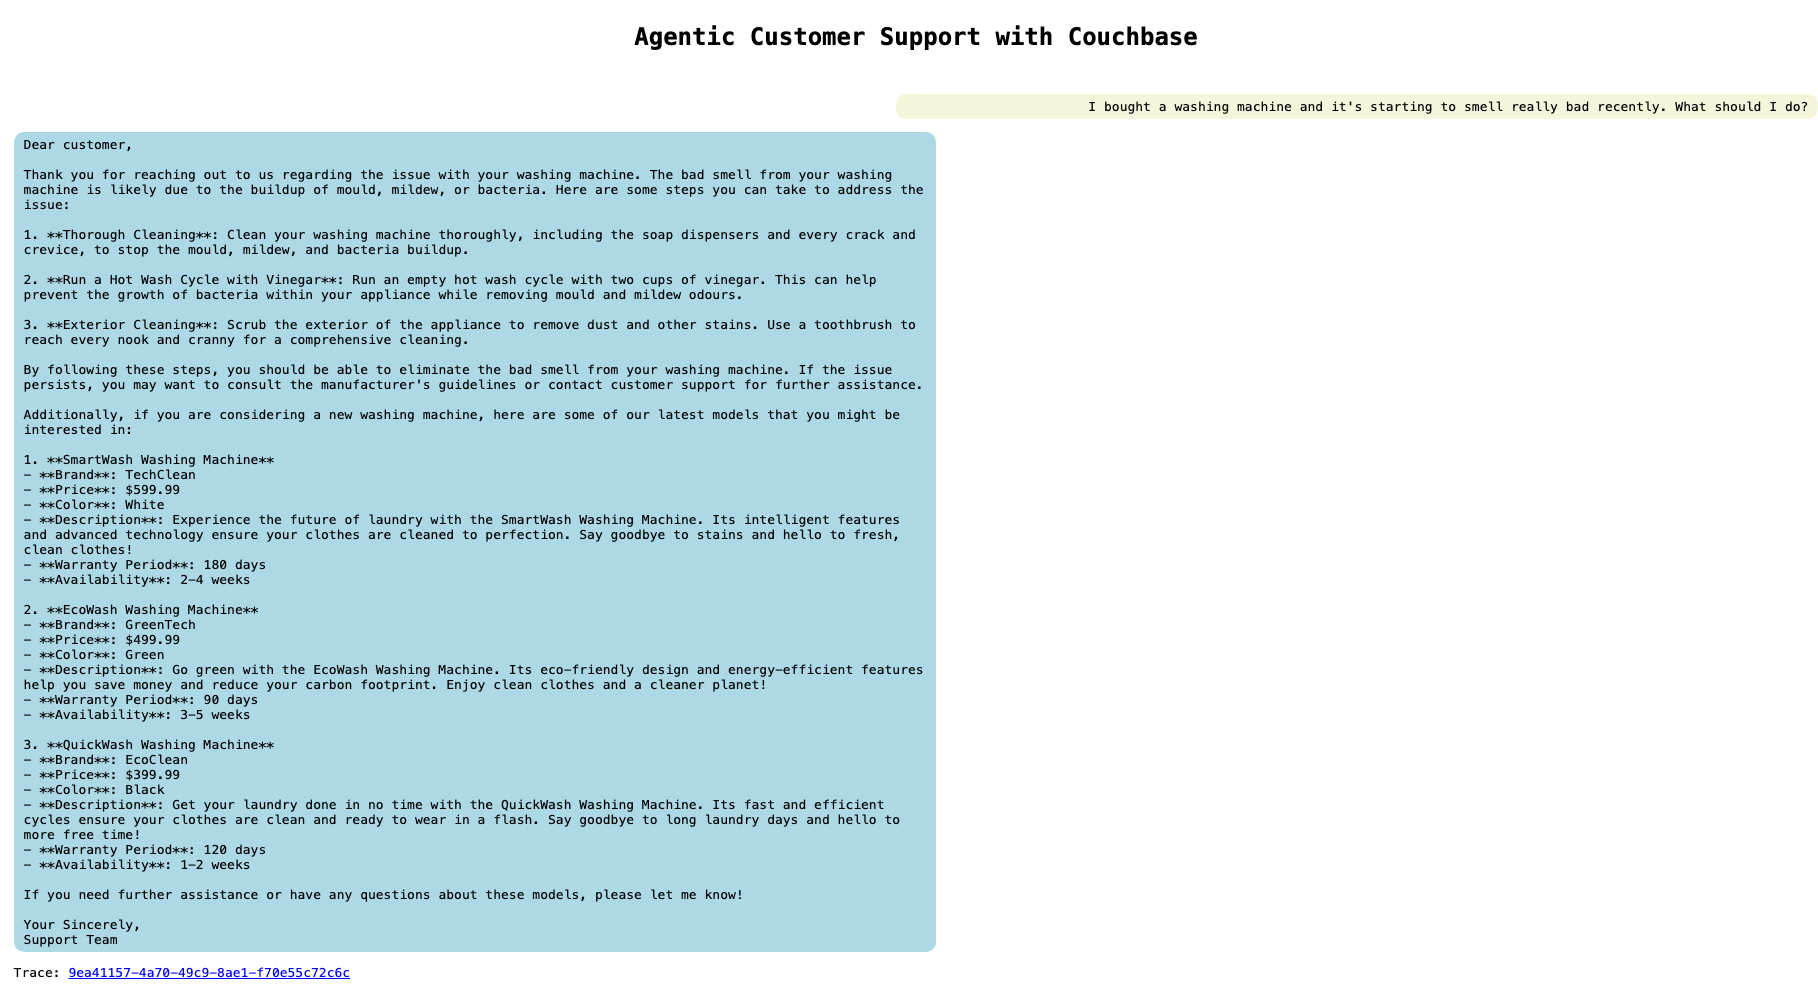 Agentic Customer Support with Couchbase
I bought a washing machine and it's starting to smell really bad recently. What should I do?
Dear customer,
Thank you for reaching out to us regarding the issue with your washing machine. The bad smell from your washing
machine is likely due to the buildup of mould, mildew, or bacteria. Here are some steps you can take to address the
issue:
1. **Thorough Cleaning**: Clean your washing machine thoroughly, including the soap dispensers and every crack and
crevice, to stop the mould, mildew, and bacteria buildup.
2. **Run a Hot Wash Cycle with Vinegar**: Run an empty hot wash cycle with two cups of vinegar. This can help
prevent the growth of bacteria within your appliance while removing mould and mildew odours.
3. **Exterior Cleaning**: Scrub the exterior of the appliance to remove dust and other stains. Use a toothbrush to
reach every nook and cranny for a comprehensive cleaning.
By following these steps, you should be able to eliminate the bad smell from your washing machine. If the issue
persists, you may want to consult the manufacturer's guidelines or contact customer support for further assistance.
Additionally, if you are considering a new washing machine, here are some of our latest models that you might be
interested in:
1. **SmartWash Washing Machine**
- **Brand**: TechClean
- **Price**: $599.99
- **Color**: White
- **Description**: Experience the future of laundry with the SmartWash Washing Machine. Its intelligent features
and advanced technology ensure your clothes are cleaned to perfection. Say goodbye to stains and hello to fresh,
clean clothes!
- **Warranty Period**: 180 days
- **Availability**: 2-4 weeks
2. **EcoWash Washing Machine**
- **Brand**: GreenTech
- **Price**: $499.99
- **Color**: Green
- **Description**: Go green with the EcoWash Washing Machine. Its eco-friendly design and energy-efficient features
help you save money and reduce your carbon footprint. Enjoy clean clothes and a cleaner planet!
- **Warranty Period**: 90 days
- **Availability**: 3-5 weeks
3. **QuickWash Washing Machine**
- **Brand**: EcoClean
- **Price**: $399.99
- **Color**: Black
- **Description**: Get your laundry done in no time with the QuickWash Washing Machine. Its fast and efficient
cycles ensure your clothes are clean and ready to wear in a flash. Say goodbye to long laundry days and hello to
more free time!
- **Warranty Period**: 120 days
- **Availability**: 1-2 weeks
If you need further assistance or have any questions about these models, please let me know!
Your Sincerely,
Support Team
Trace: 9ea41157-4a70-49c9-8ae1-f70e55c72c6c